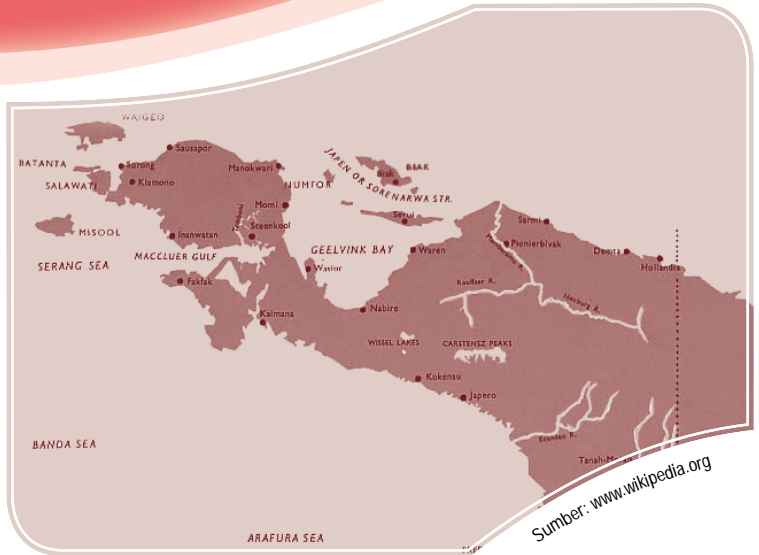 WAIGEO
Sausapor
BATANTA
Sorong
Manokwari
BIAK
Biak
JAPEN OR SORENARWA STR.
SALAWATI
Klamono
NUMFOR
Momi
Serui
Sarmi
Steenkool
MISOOL
Inanwatan
GEELVINK BAY
Waren
Pionierbivak
Demta
MACCLUER GULF
Hollandia
SERANG SEA
Wasior
Fakfak
Rouffaer R.
Idenburg R.
Kaimana
Nabire
WISSEL LAKES
CARSTENSZ PEAKS
Kokenau
Japero
BANDA SEA
Eilanden R.
Sumber: www.wikipedia.org
ARAFURA SEA